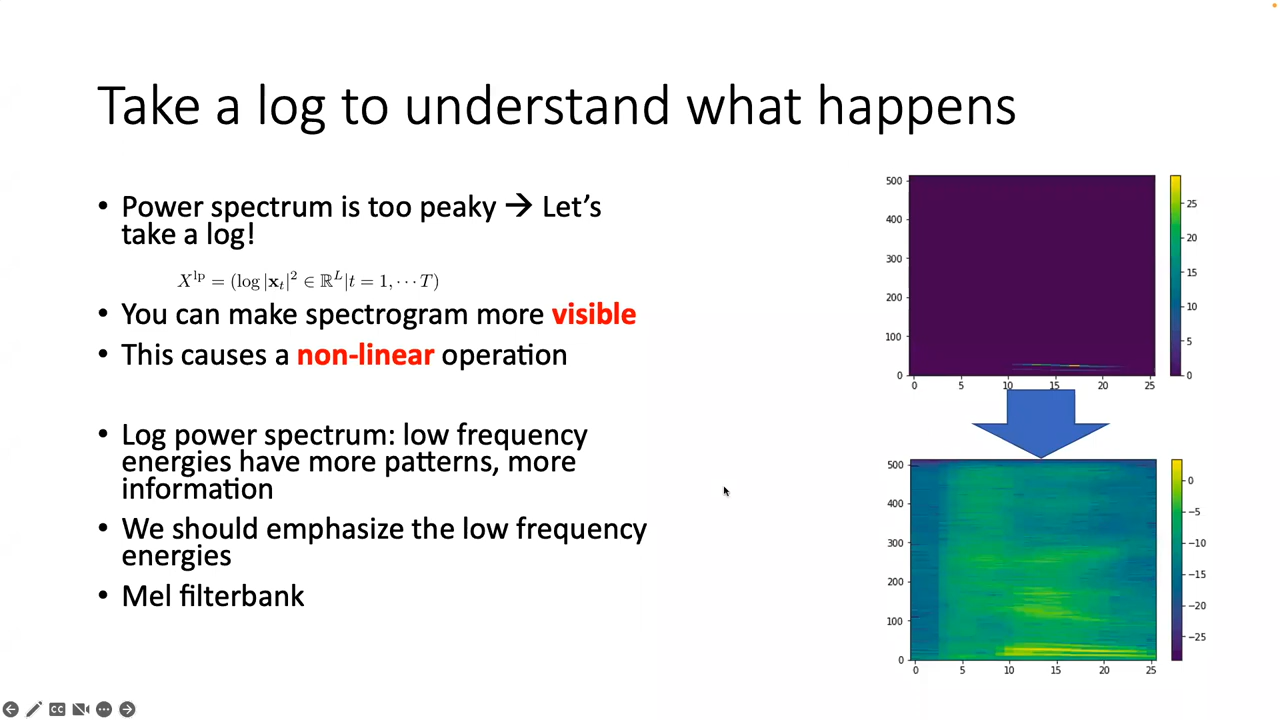 Take a log to understand what happens
• Power spectrum is too peaky → Let's
take a log!
X^lp = (log |x_t|^2 ∈ ℝ^L|t = 1, ··· T)
• You can make spectrogram more visible
• This causes a non-linear operation
• Log power spectrum: low frequency
energies have more patterns, more
information
• We should emphasize the low frequency
energies
• Mel filterbank
500
400
300
200
100
0
0 5 10 15 20 25
25
20
15
10
5
0
500
400
300
200
100
0
0 5 10 15 20 25
0
−5
−10
−15
−20
−25
CC